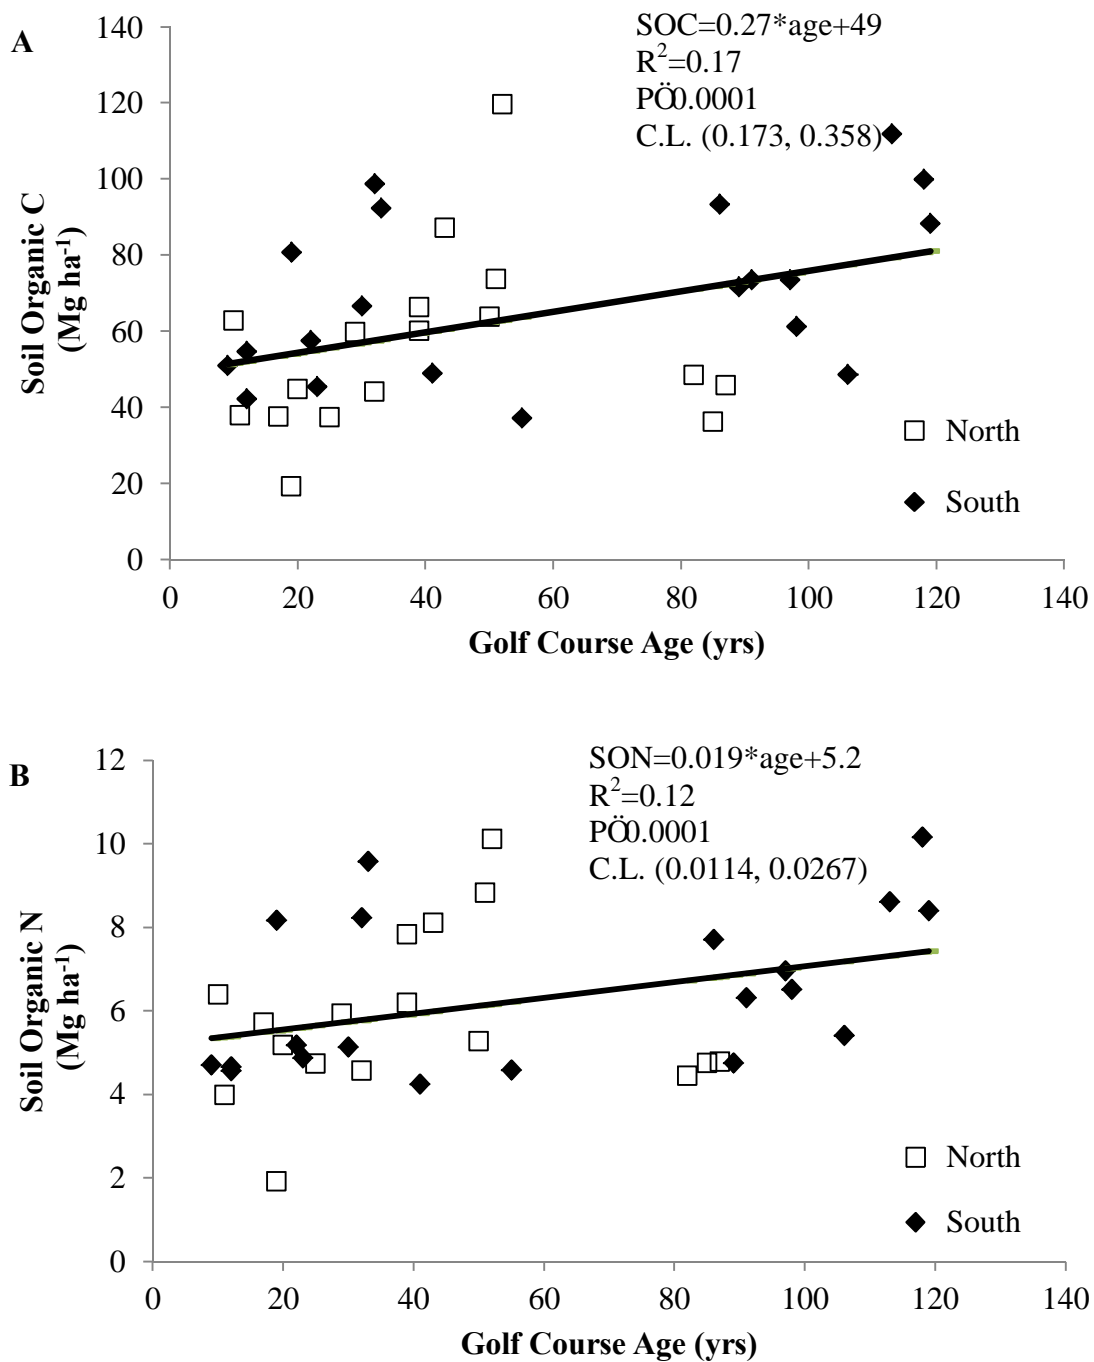 A
SOC=0.27*age+49
R²=0.17
PÖ0.0001
C.L. (0.173, 0.358)
140
120
100
80
60
40
20
0
Soil Organic C
(Mg ha⁻¹)
North
South
0 20 40 60 80 100 120 140
Golf Course Age (yrs)
B
SON=0.019*age+5.2
R²=0.12
PÖ0.0001
C.L. (0.0114, 0.0267)
12
10
8
6
4
2
0
Soil Organic N
(Mg ha⁻¹)
North
South
0 20 40 60 80 100 120 140
Golf Course Age (yrs)